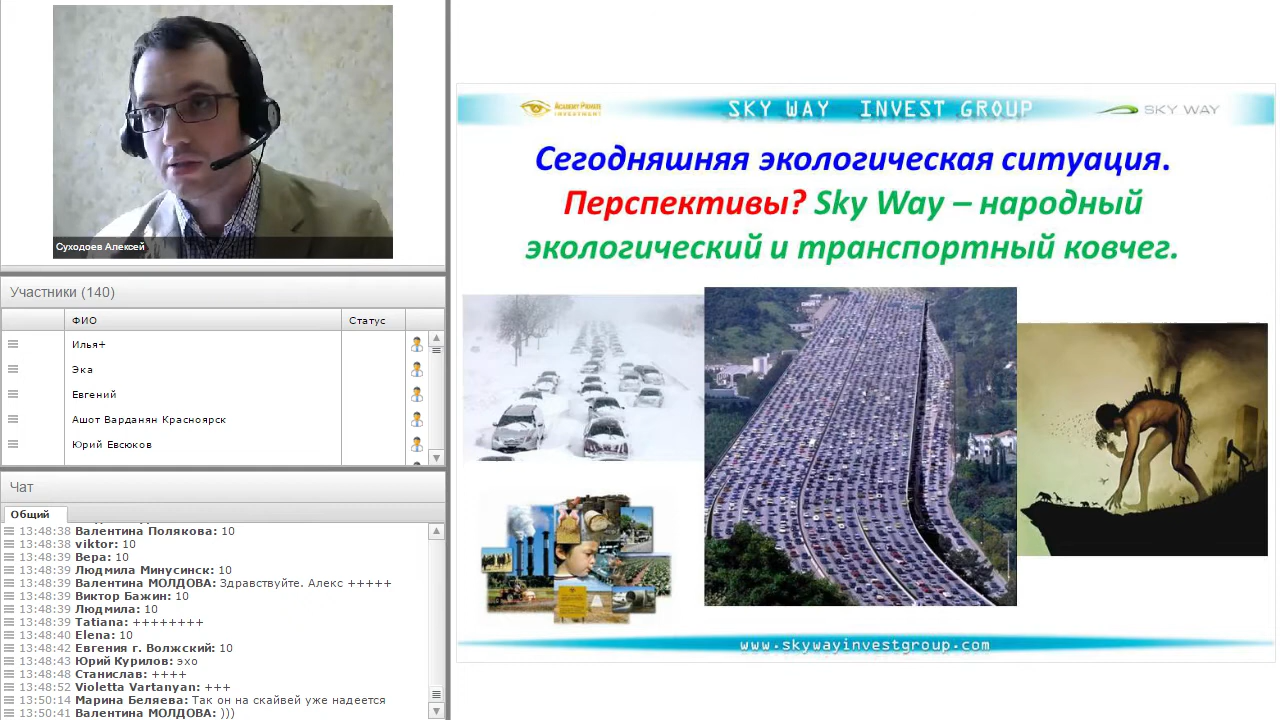 Суходоев Алексей
Участники (140)
ФИО Статус
Илья+
Эка
Евгений
Ашот Варданян Красноярск
Юрий Евсюков
Чат
Общий
13:48:38 Валентина Полякова: 10
13:48:38 viktor: 10
13:48:39 Вера: 10
13:48:39 Людмила Минусинск: 10
13:48:39 Валентина МОЛДОВА: Здравствуйте. Алекс +++++
13:48:39 Виктор Бажин: 10
13:48:39 Людмила: 10
13:48:39 Tatiana: ++++++++
13:48:40 Elena: 10
13:48:42 Евгения г. Волжский: 10
13:48:43 Юрий Курилов: эхо
13:48:48 Станислав: ++++
13:48:52 Violetta Vartanyan: +++
13:50:14 Марина Беляева: Так он на скайвей уже надеется
13:50:41 Валентина МОЛДОВА: )))
ACADEMY PRIVATE
INVESTMENT
SKY WAY INVEST GROUP
SKY WAY
Сегодняшняя экологическая ситуация.
Перспективы? Sky Way – народный
экологический и транспортный ковчег.
www.skywayinvestgroup.com